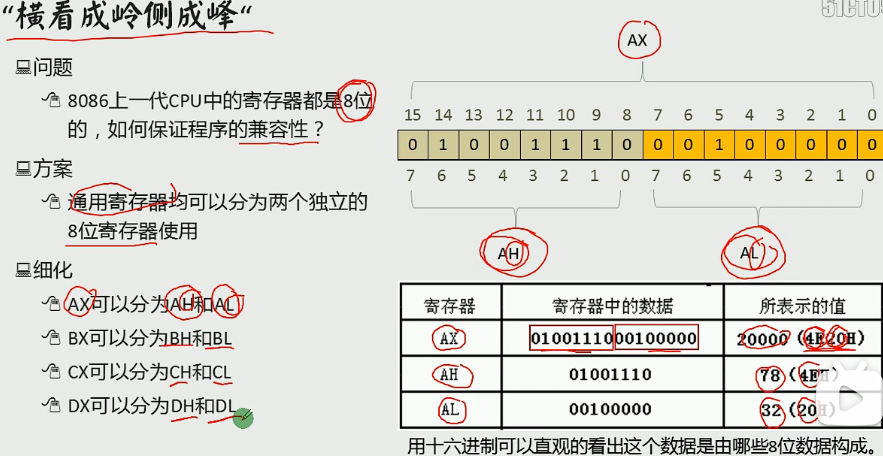 “横看成岭侧成峰“
问题
8086上一代CPU中的寄存器都是8位
的，如何保证程序的兼容性？
方案
通用寄存器均可以分为两个独立的
8位寄存器使用
细化
AX可以分为AH和AL
BX可以分为BH和BL
CX可以分为CH和CL
DX可以分为DH和DL
AX
15 14 13 12 11 10 9 8 7 6 5 4 3 2 1 0
0 1 0 0 1 1 1 0 0 0 1 0 0 0 0 0
7 6 5 4 3 2 1 0 7 6 5 4 3 2 1 0
AH AL
寄存器 寄存器中的数据 所表示的值
AX 0100111000100000 20000（4E20H）
AH 01001110 78（4EH）
AL 00100000 32（20H）
用十六进制可以直观的看出这个数据是由哪些8位数据构成。